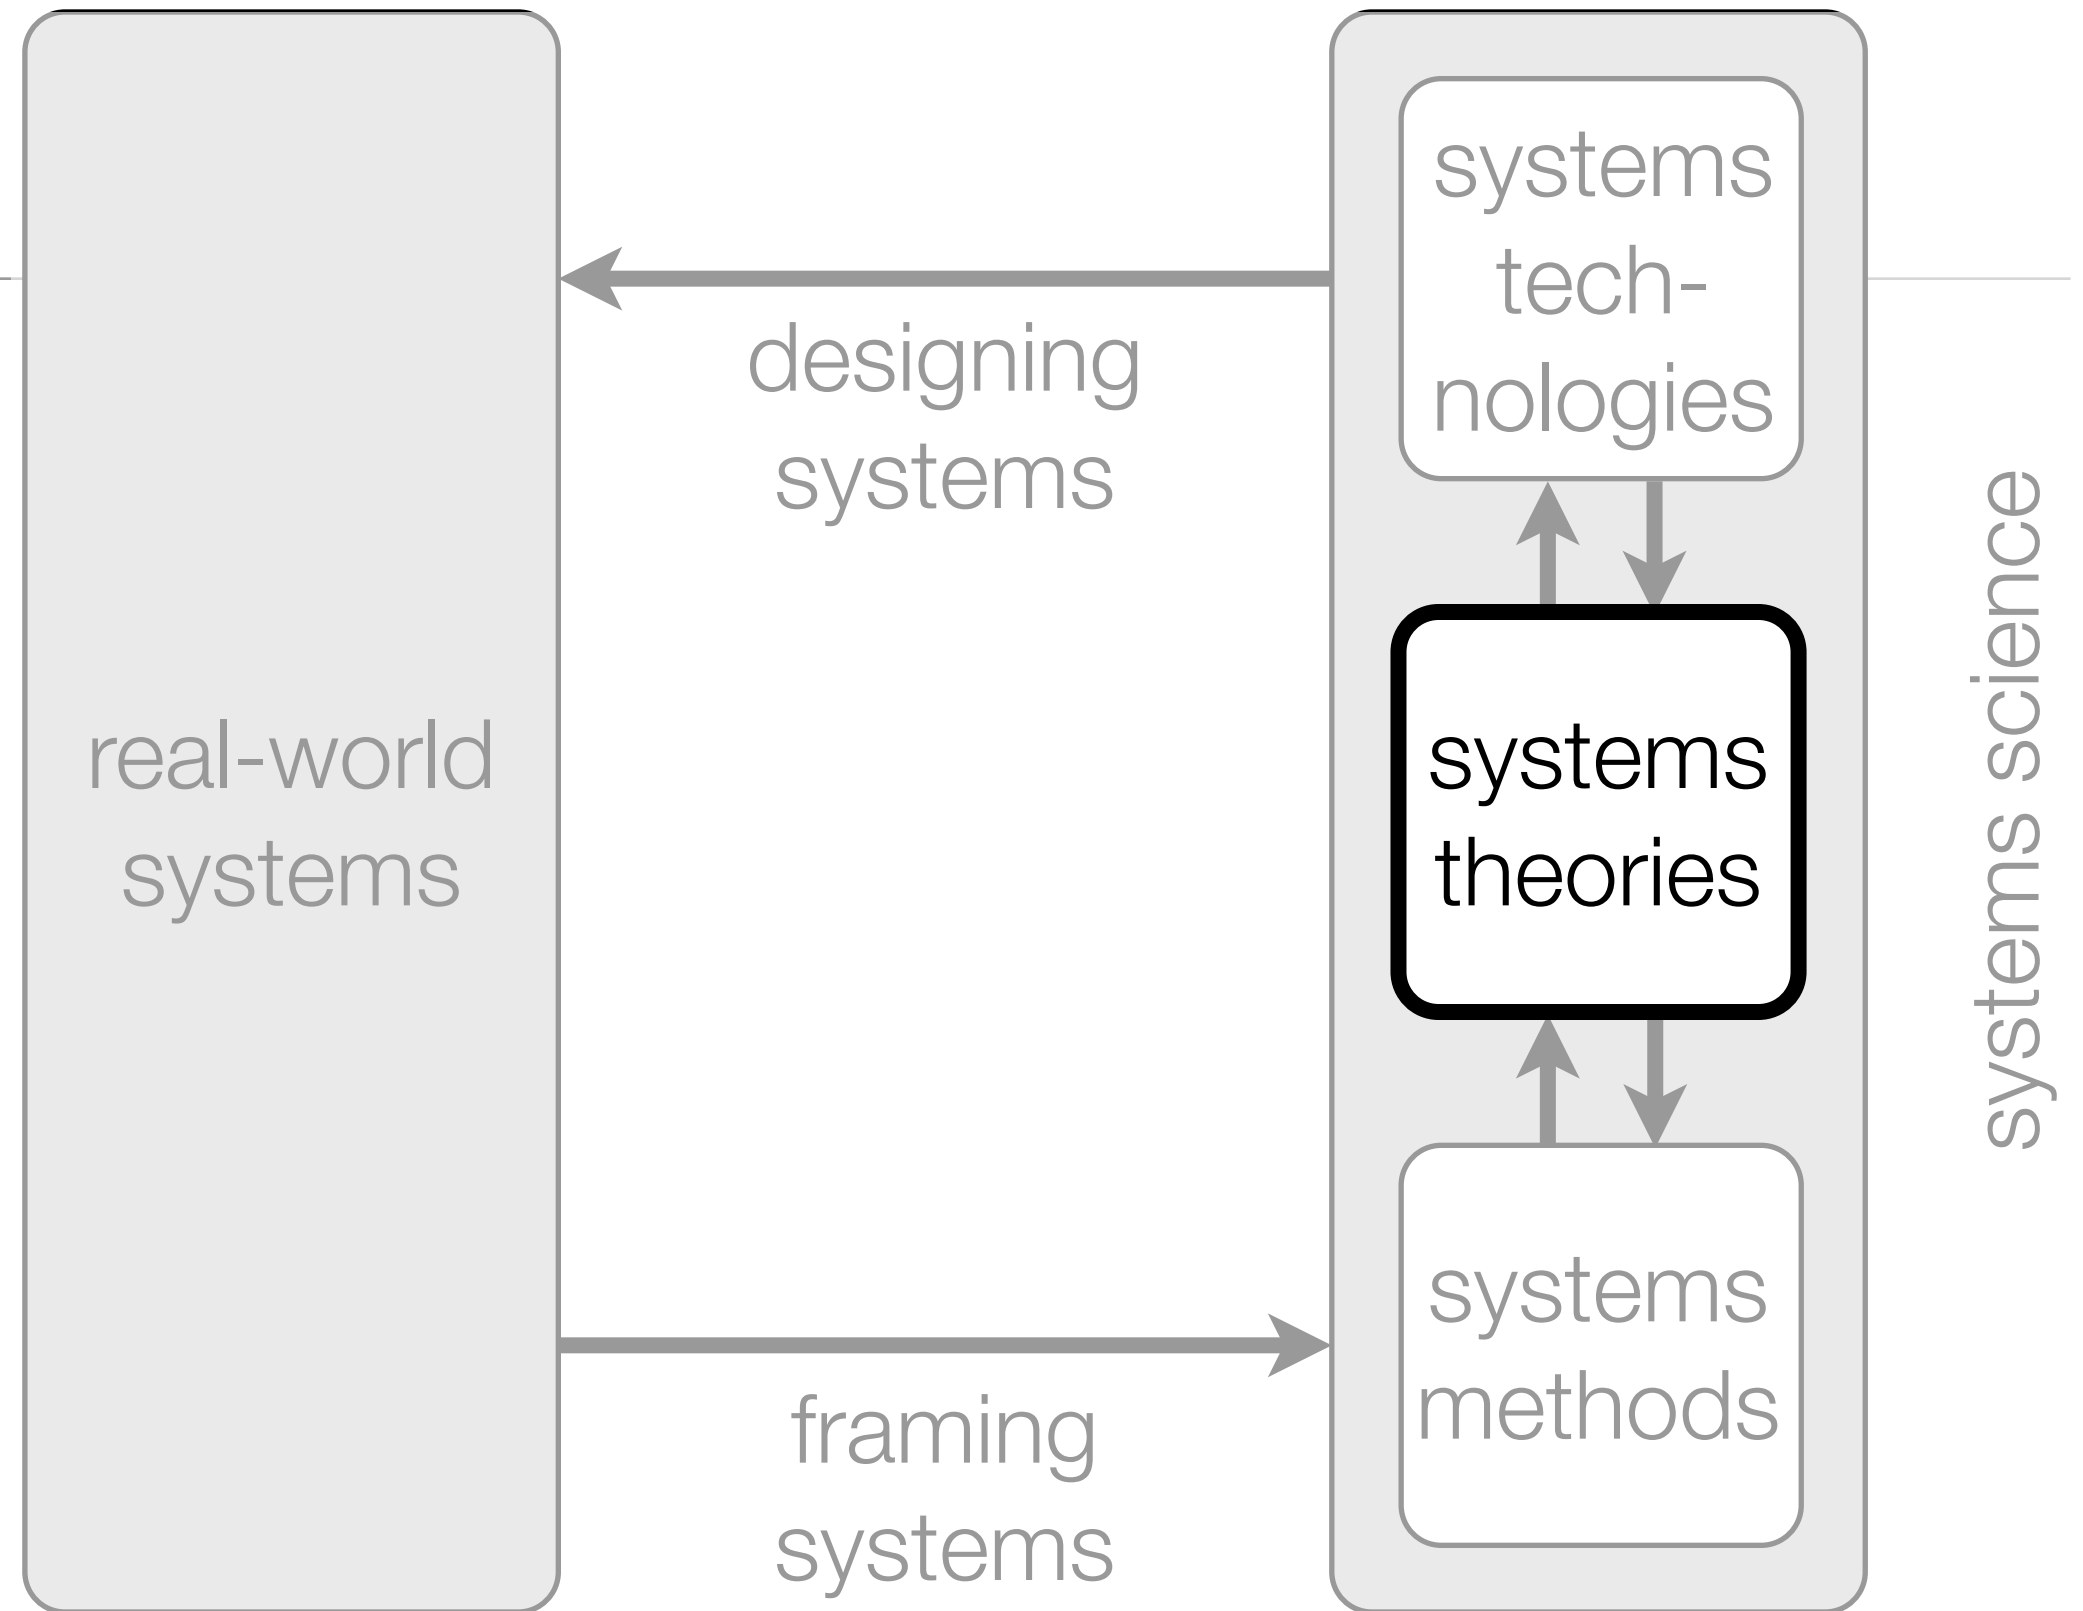 real-world
systems
designing
systems
framing
systems
systems
tech-
nologies
systems
theories
systems
methods
systems science